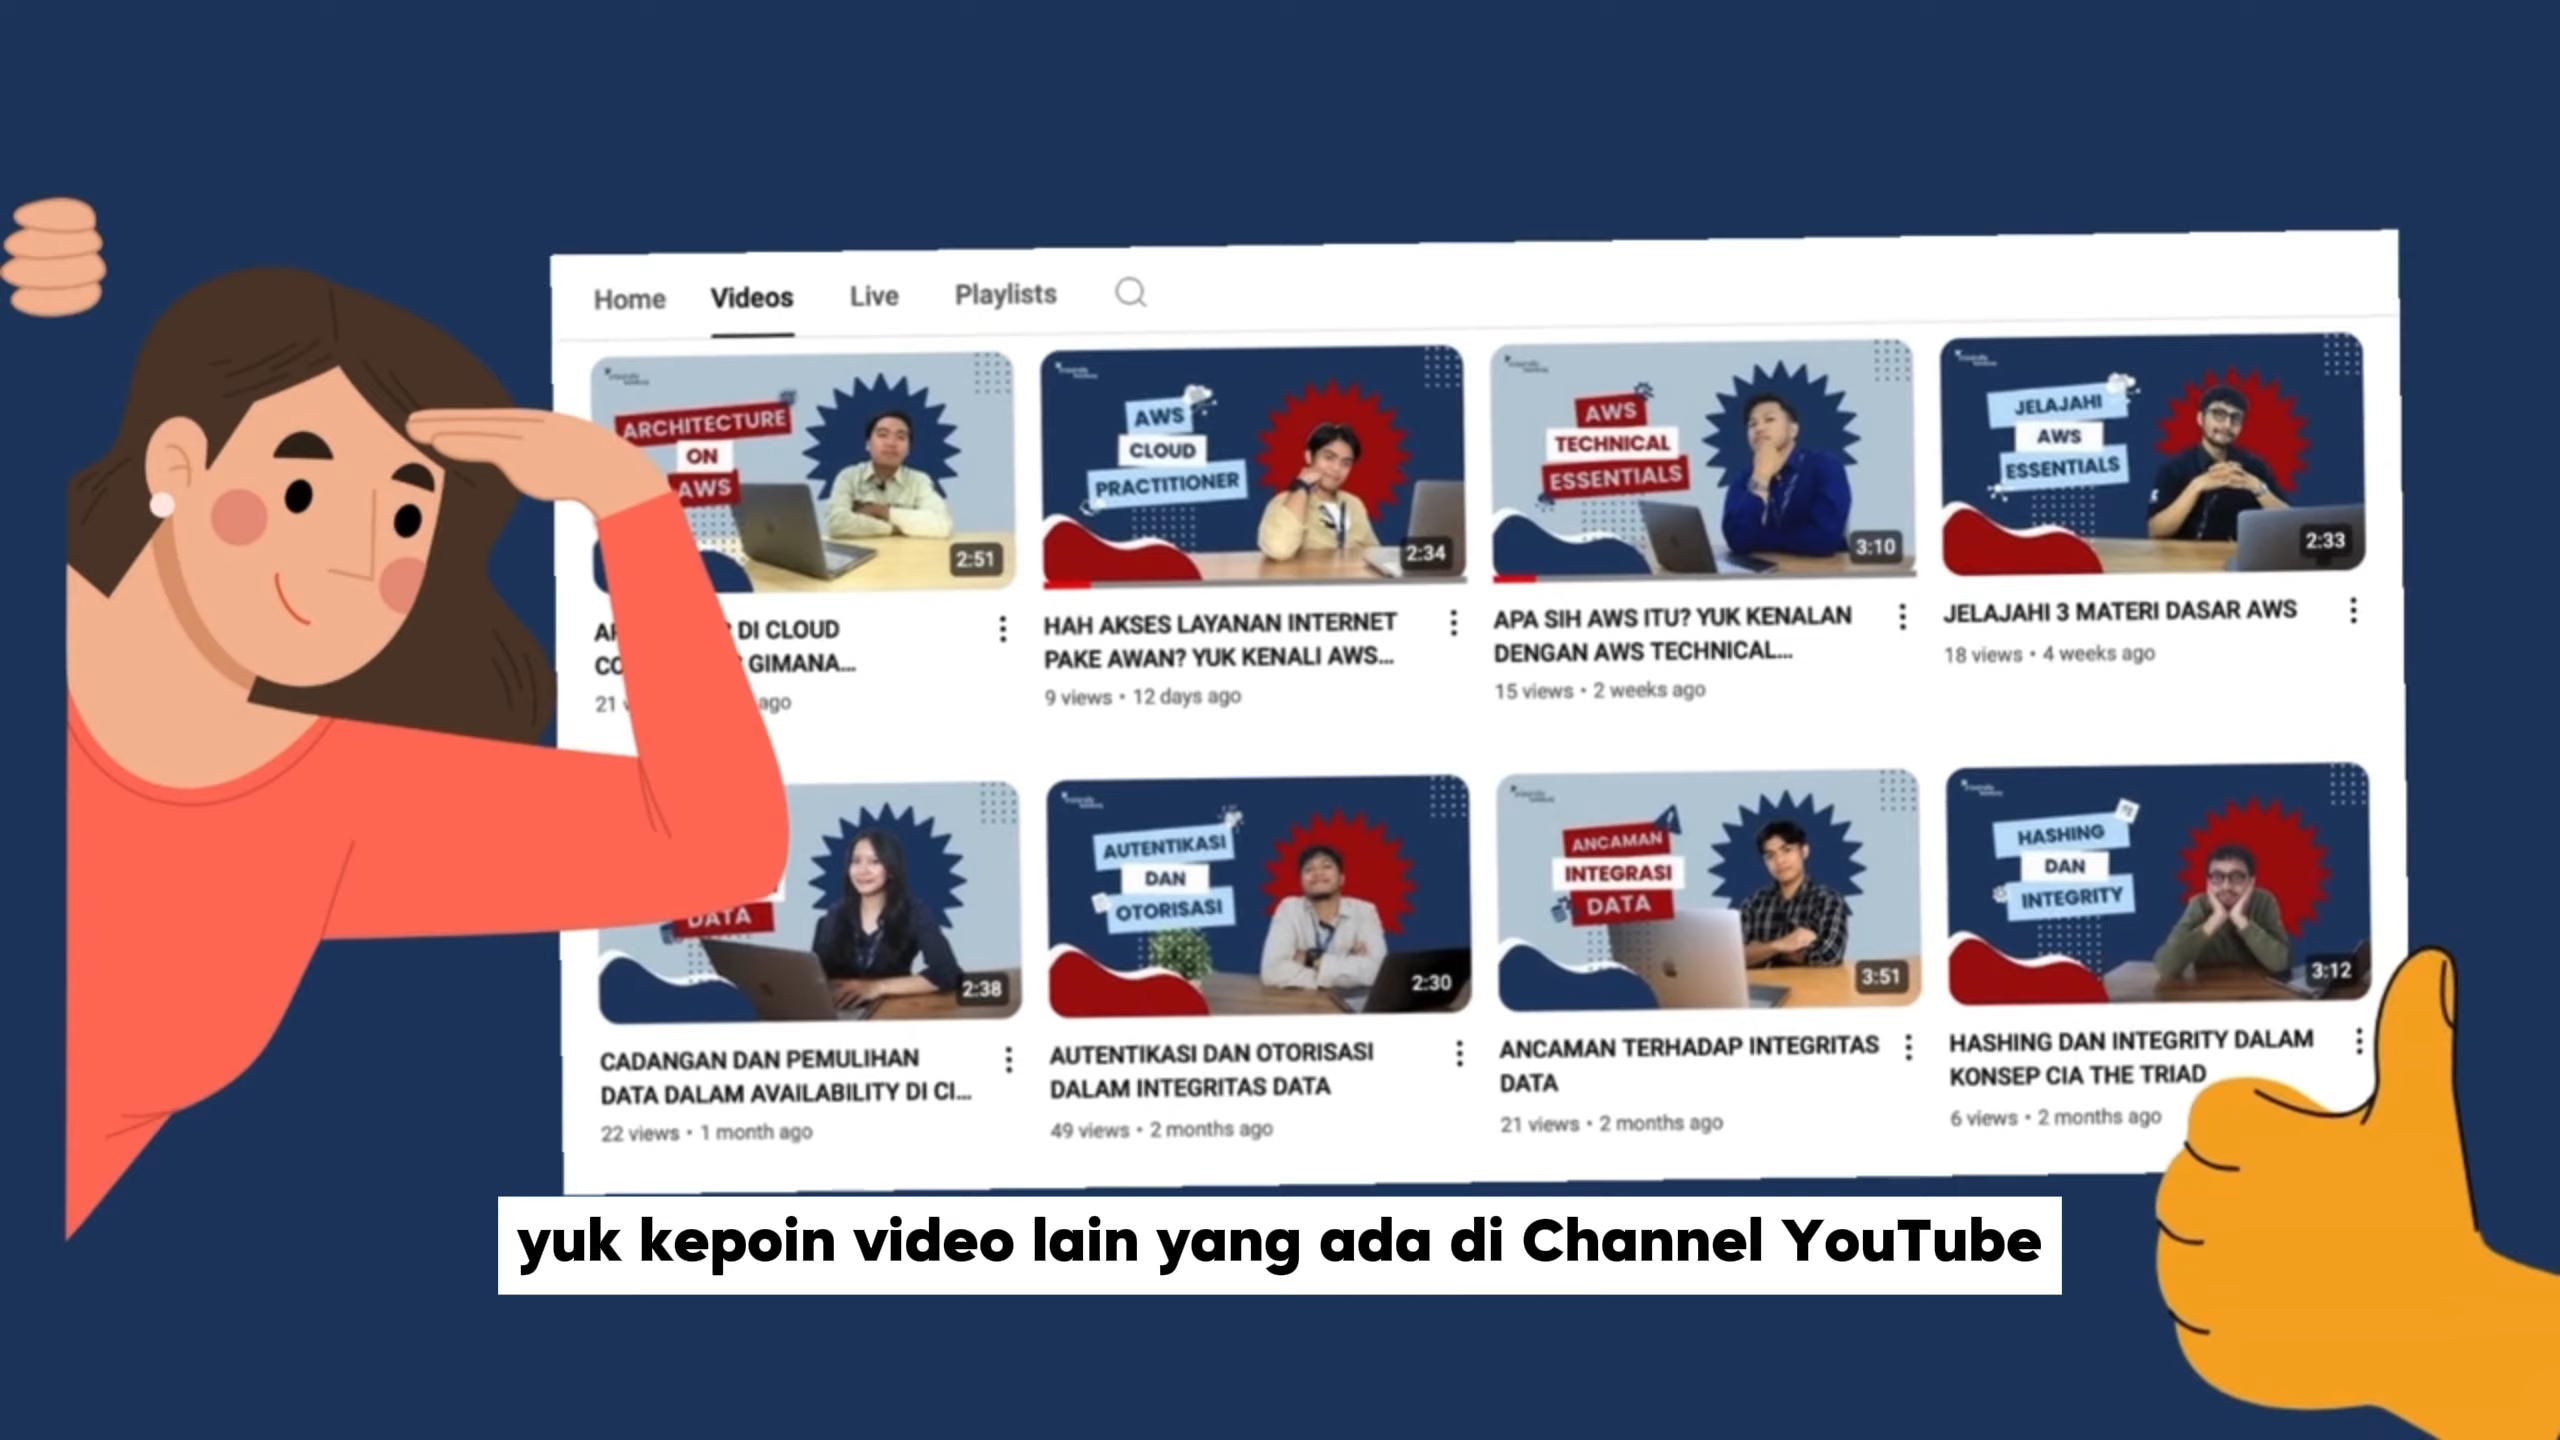 Home Videos Live Playlists
ARCHITECTURE
ON
AWS
2:51
DI CLOUD
GIMANA...
21
ago
AWS
CLOUD
PRACTITIONER
2:34
HAH AKSES LAYANAN INTERNET
PAKE AWAN? YUK KENALI AWS...
9 views • 12 days ago
AWS
TECHNICAL
ESSENTIALS
3:10
APA SIH AWS ITU? YUK KENALAN
DENGAN AWS TECHNICAL...
15 views • 2 weeks ago
JELAJAHI
AWS
ESSENTIALS
2:33
JELAJAHI 3 MATERI DASAR AWS
18 views • 4 weeks ago
DATA
2:38
CADANGAN DAN PEMULIHAN
DATA DALAM AVAILABILITY DI CI...
22 views • 1 month ago
AUTENTIKASI
DAN
OTORISASI
2:30
AUTENTIKASI DAN OTORISASI
DALAM INTEGRITAS DATA
49 views • 2 months ago
ANCAMAN
INTEGRASI
DATA
3:51
ANCAMAN TERHADAP INTEGRITAS
DATA
21 views • 2 months ago
HASHING
DAN
INTEGRITY
3:12
HASHING DAN INTEGRITY DALAM
KONSEP CIA THE TRIAD
6 views • 2 months ago
yuk kepoin video lain yang ada di Channel YouTube